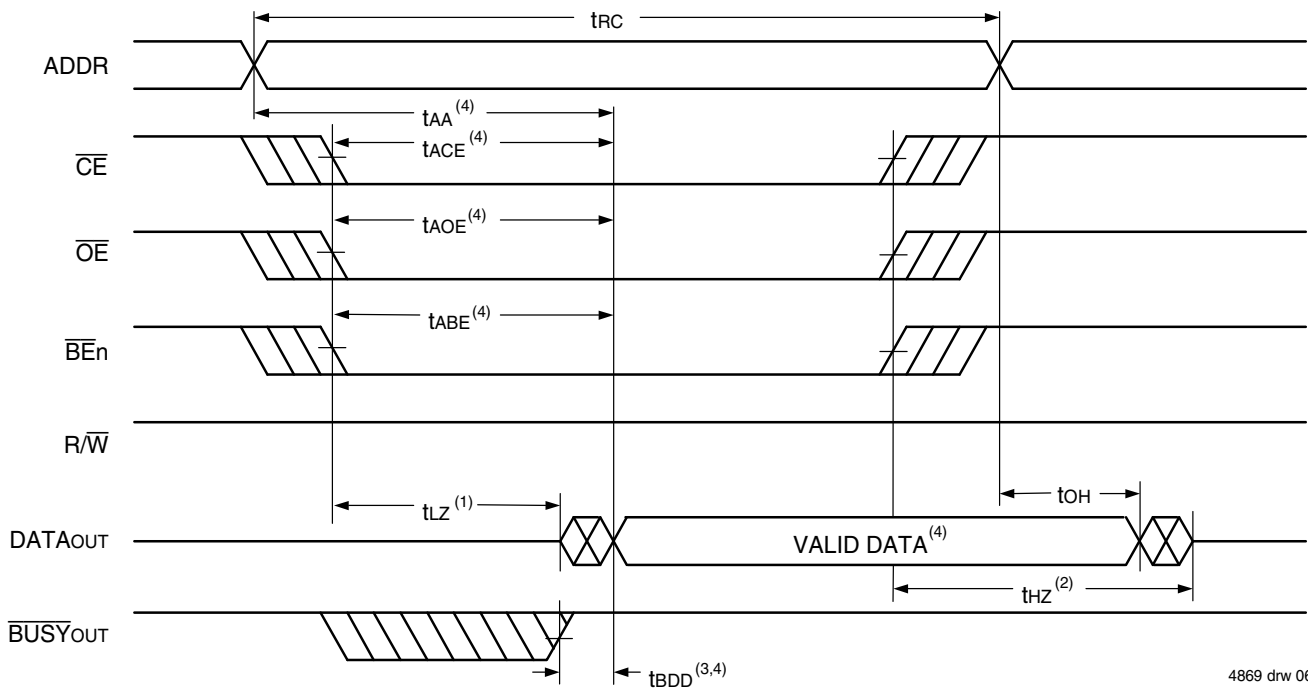 tRC
ADDR
tAA(4)
CE
tACE(4)
OE
tAOE(4)
BEn
tABE(4)
R/W
tLZ(1)
tOH
DATAOUT
VALID DATA(4)
tHZ(2)
BUSYOUT
tBDD(3,4)
4869 drw 06